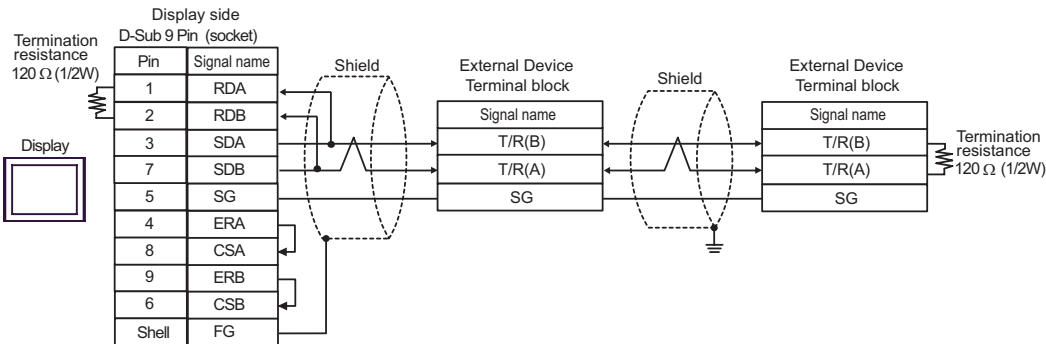 Display side
D-Sub 9 Pin (socket)
Termination
resistance
120 Ω (1/2W)
Display
Pin Signal name
1 RDA
2 RDB
3 SDA
7 SDB
5 SG
4 ERA
8 CSA
9 ERB
6 CSB
Shell FG
Shield
External Device
Terminal block
Signal name
T/R(B)
T/R(A)
SG
Shield
External Device
Terminal block
Signal name
T/R(B)
T/R(A)
SG
Termination
resistance
120 Ω (1/2W)